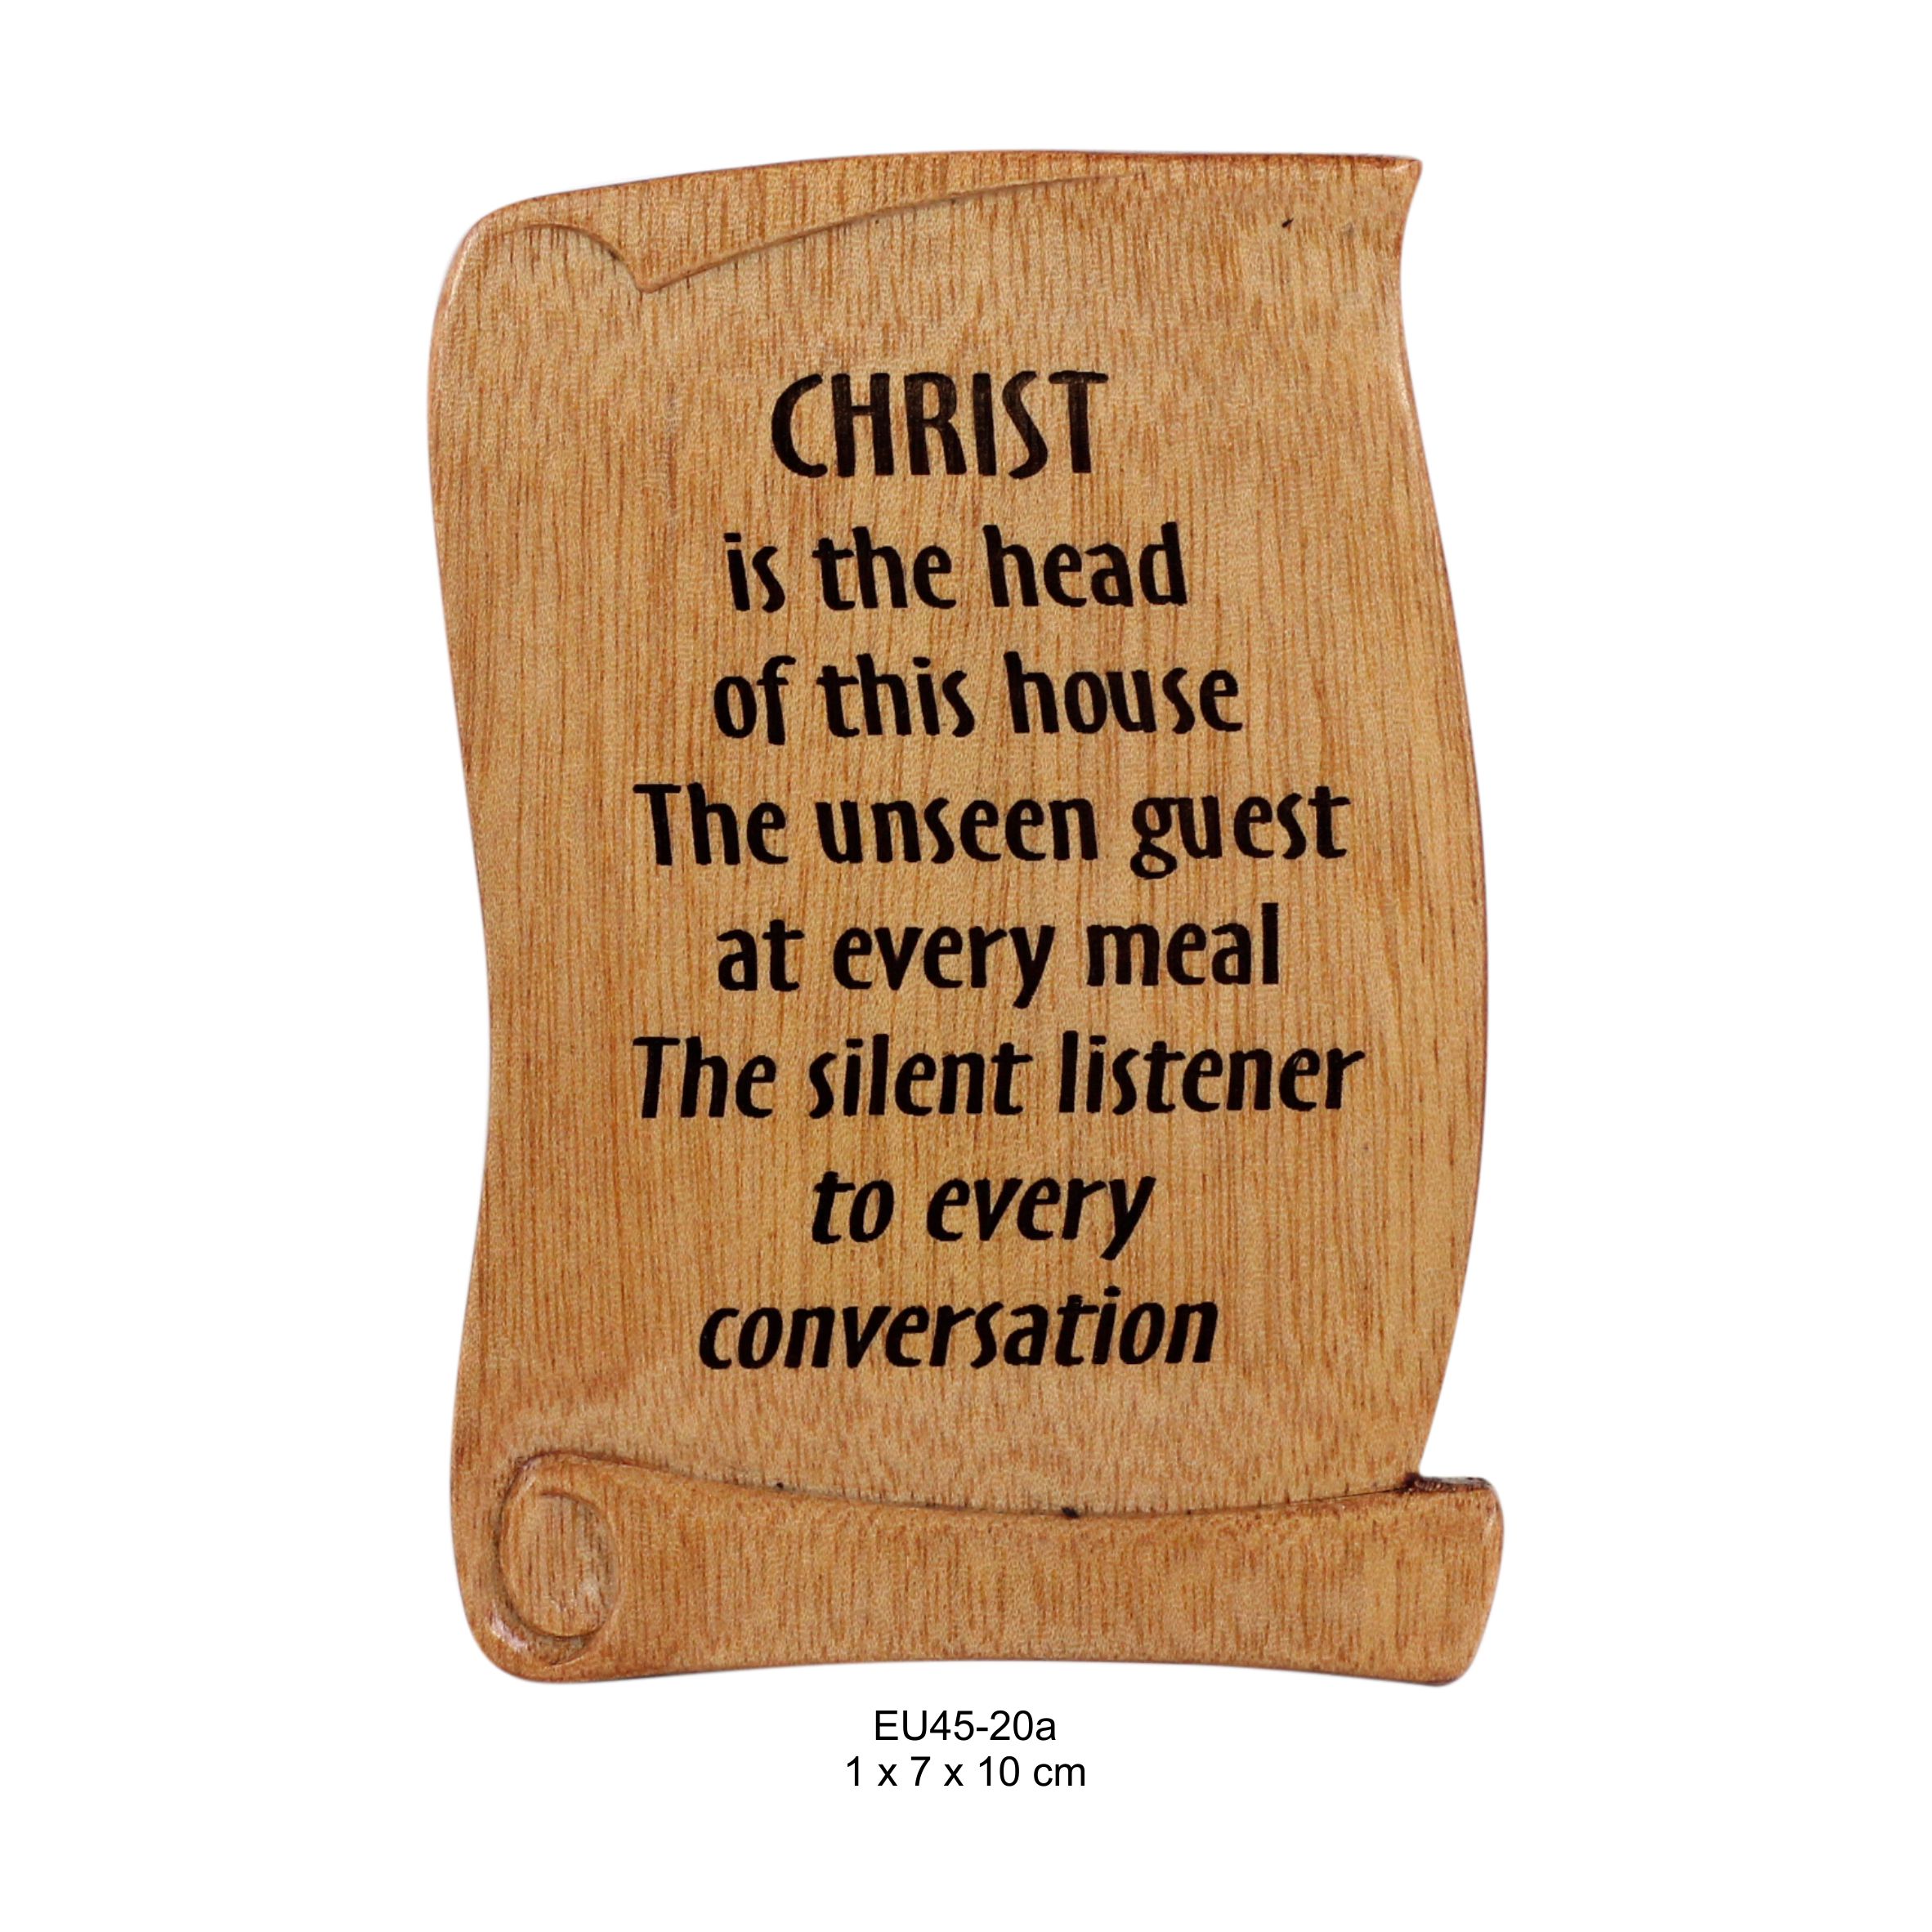 CHRIST
is the head
of this house
The unseen guest
at every meal
The silent listener
to every
conversation
EU45-20a
1 x 7 x 10 cm